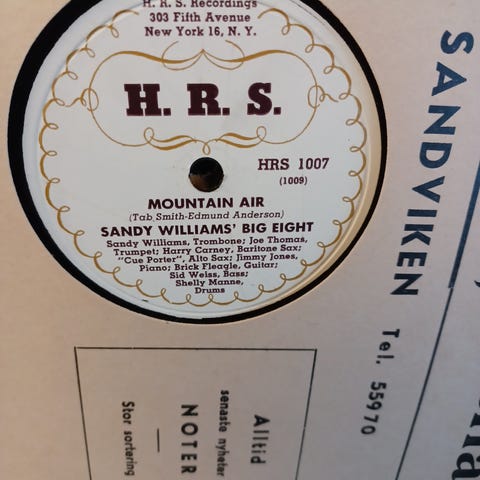 H. R. S. Recordings
303 Fifth Avenue
New York 16, N. Y.
H. R. S.
HRS 1007
(1009)
MOUNTAIN AIR
(Tab Smith-Edmund Anderson)
SANDY WILLIAMS' BIG EIGHT
Sandy Williams, Trombone; Joe Thomas,
Trumpet; Harry Carney, Baritone Sax;
"Cue Porter", Alto Sax; Jimmy Jones,
Piano; Brick Fleagle, Guitar;
Sid Weiss, Bass;
Shelly Manne,
Drums
SANDVIKEN
Tel. 55970
Alltid
senaste nyheter
NOTER
Stor sortering